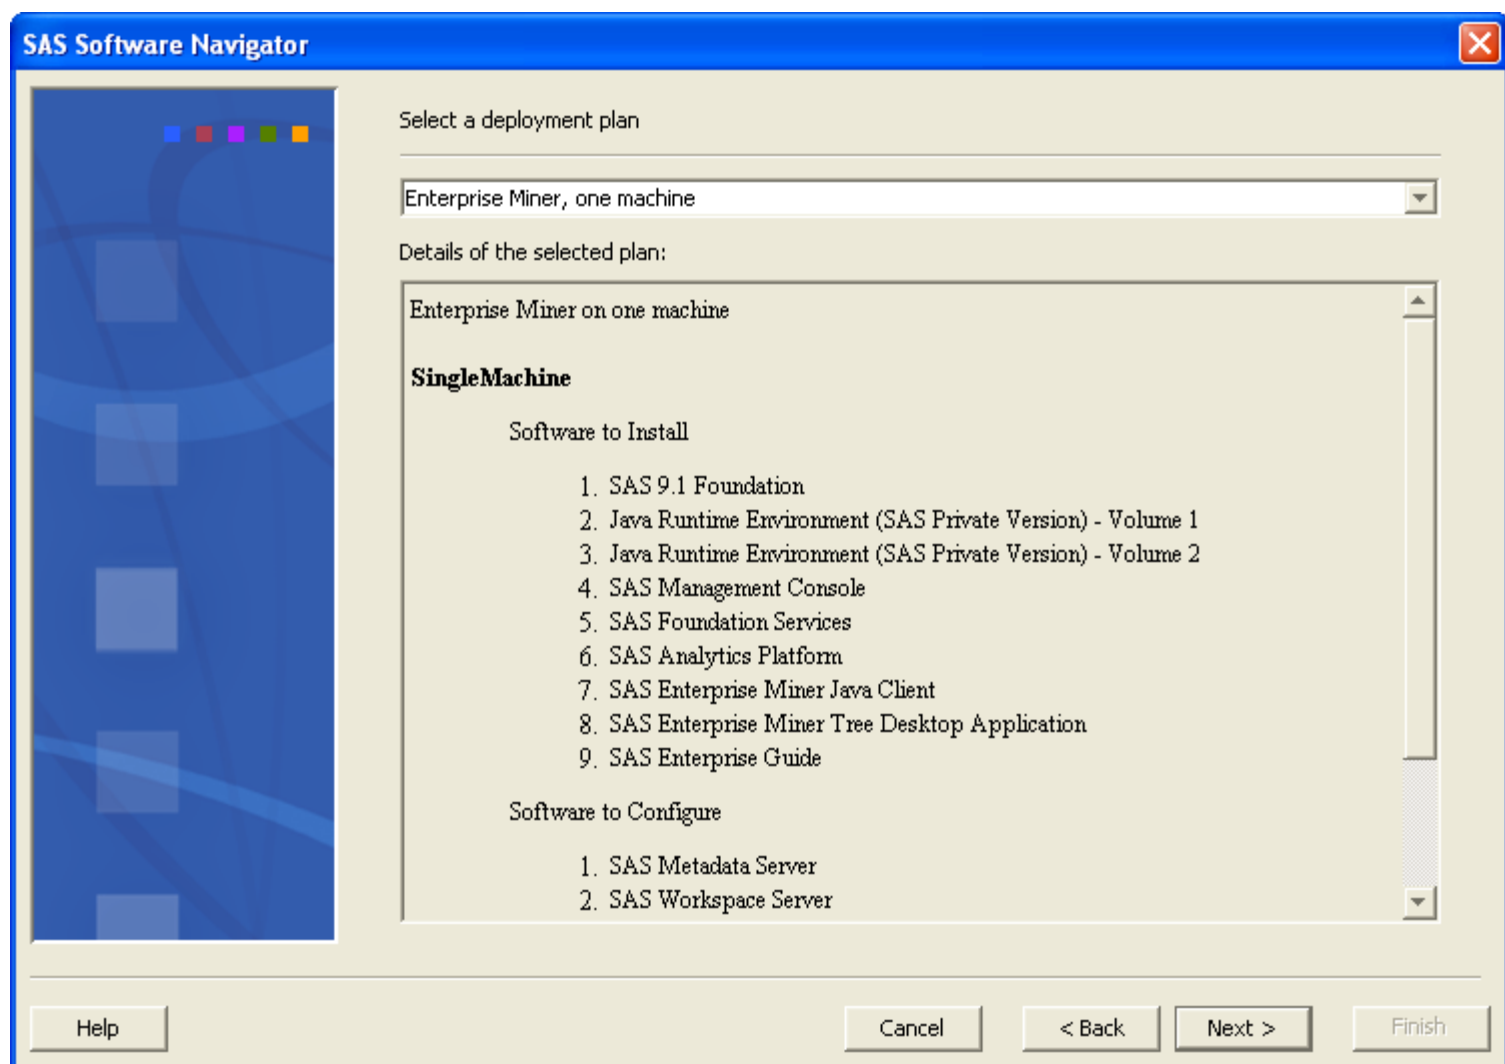 SAS Software Navigator
Select a deployment plan
Enterprise Miner, one machine
Details of the selected plan:
Enterprise Miner on one machine
SingleMachine
Software to Install
1. SAS 9.1 Foundation
2. Java Runtime Environment (SAS Private Version) - Volume 1
3. Java Runtime Environment (SAS Private Version) - Volume 2
4. SAS Management Console
5. SAS Foundation Services
6. SAS Analytics Platform
7. SAS Enterprise Miner Java Client
8. SAS Enterprise Miner Tree Desktop Application
9. SAS Enterprise Guide
Software to Configure
1. SAS Metadata Server
2. SAS Workspace Server
Help Cancel < Back Next > Finish